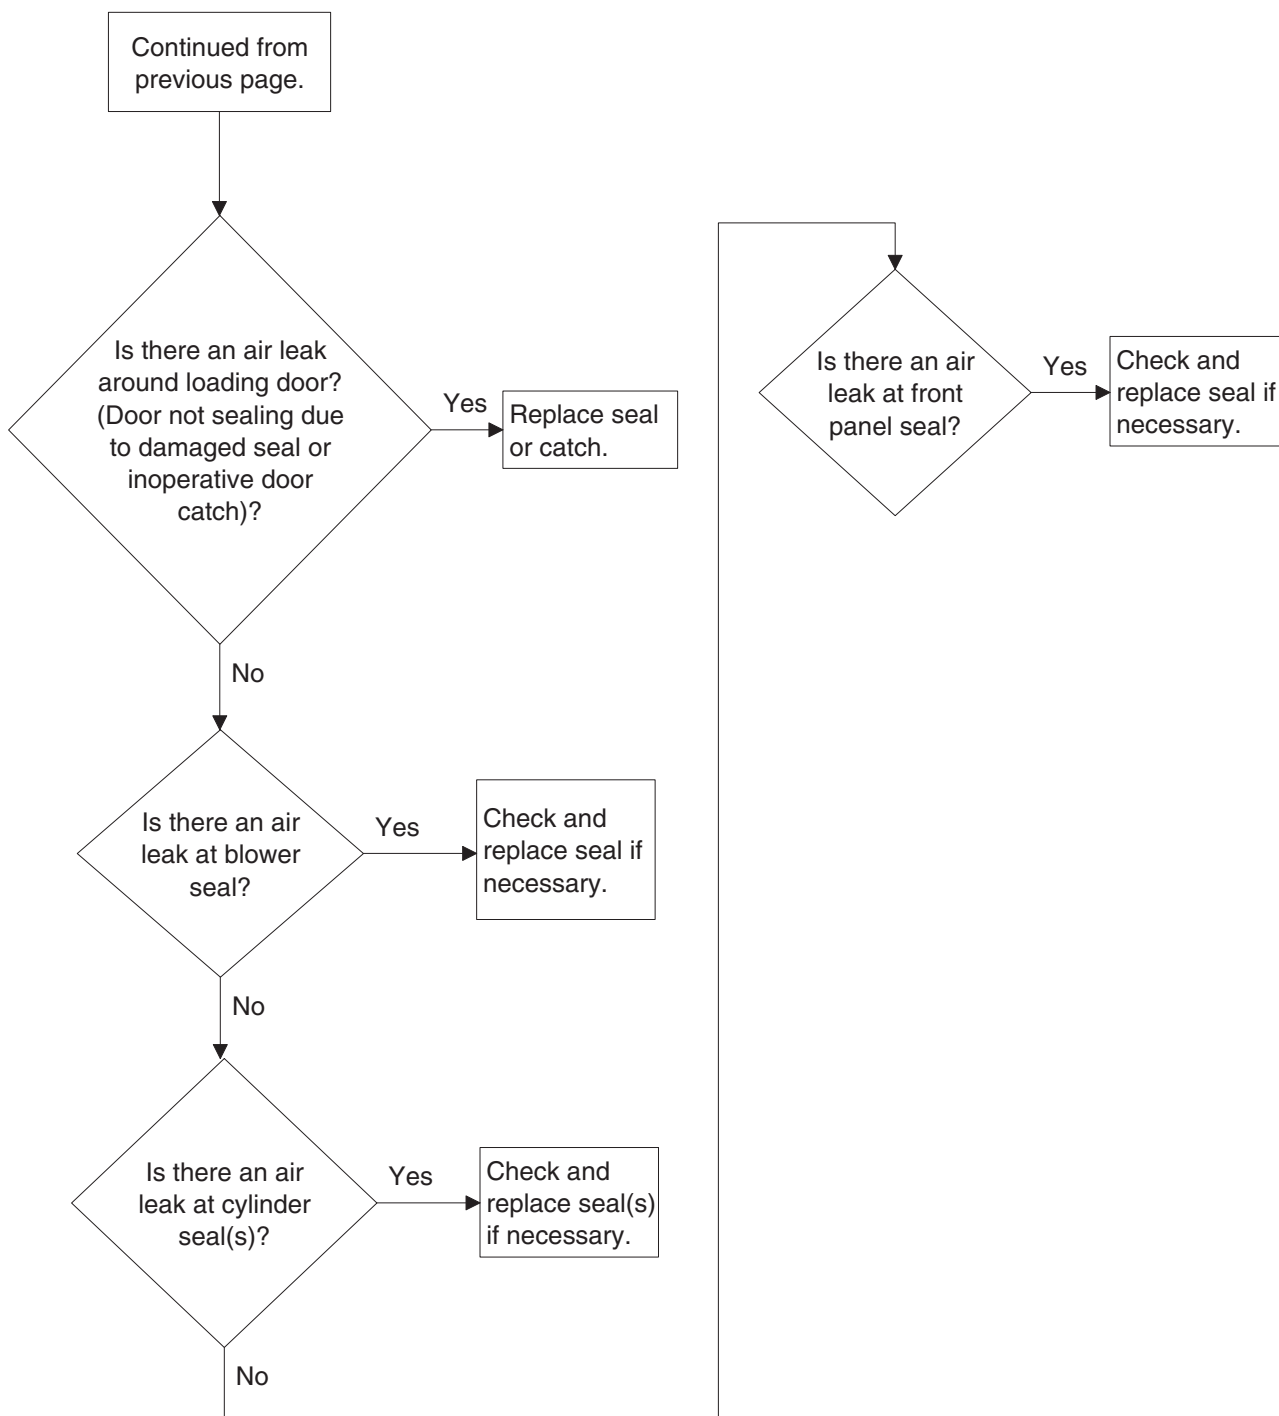 Continued from
previous page.
Is there an air leak
around loading door?
(Door not sealing due
to damaged seal or
inoperative door
catch)?
Yes
Replace seal
or catch.
No
Is there an air
leak at blower
seal?
Yes
Check and
replace seal if
necessary.
No
Is there an air
leak at cylinder
seal(s)?
Yes
Check and
replace seal(s)
if necessary.
No
Is there an air
leak at front
panel seal?
Yes
Check and
replace seal if
necessary.